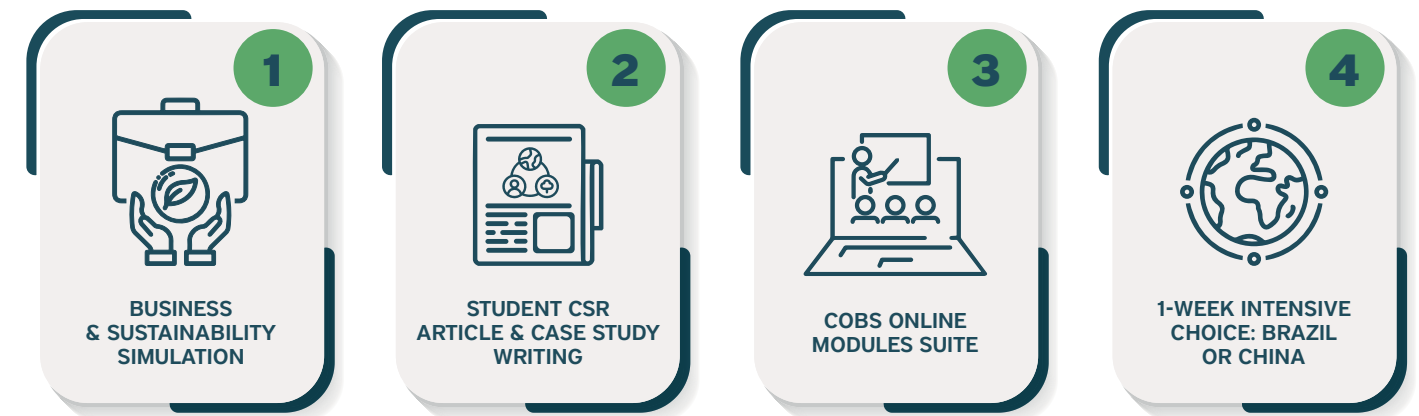 1
BUSINESS
& SUSTAINABILITY
SIMULATION
2
STUDENT CSR
ARTICLE & CASE STUDY
WRITING
3
COBS ONLINE
MODULES SUITE
4
1-WEEK INTENSIVE
CHOICE: BRAZIL
OR CHINA